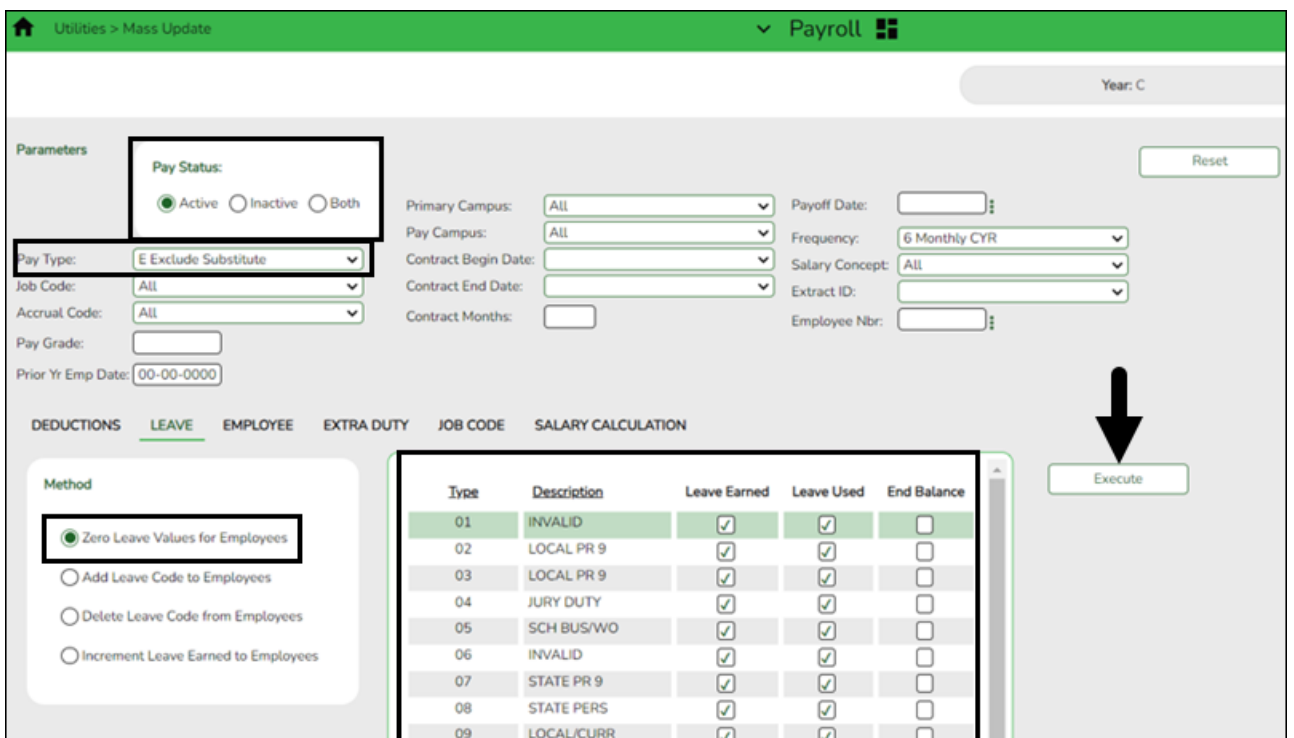 Utilities > Mass Update
Payroll
Year: C
Parameters
Pay Status:
Reset
Active Inactive Both
Primary Campus: All
Payoff Date:
Pay Campus: All
Frequency: 6 Monthly CYR
Pay Type: E Exclude Substitute
Contract Begin Date:
Salary Concept: All
Job Code: All
Contract End Date:
Extract ID:
Accrual Code: All
Contract Months:
Employee Nbr:
Pay Grade:
Prior Yr Emp Date: 00-00-0000
DEDUCTIONS LEAVE EMPLOYEE EXTRA DUTY JOB CODE SALARY CALCULATION
Method
Zero Leave Values for Employees
Add Leave Code to Employees
Delete Leave Code from Employees
Increment Leave Earned to Employees
Type Description Leave Earned Leave Used End Balance
01 INVALID
02 LOCAL PR 9
03 LOCAL PR 9
04 JURY DUTY
05 SCH BUS/WO
06 INVALID
07 STATE PR 9
08 STATE PERS
09 LOCAL/CURR
Execute